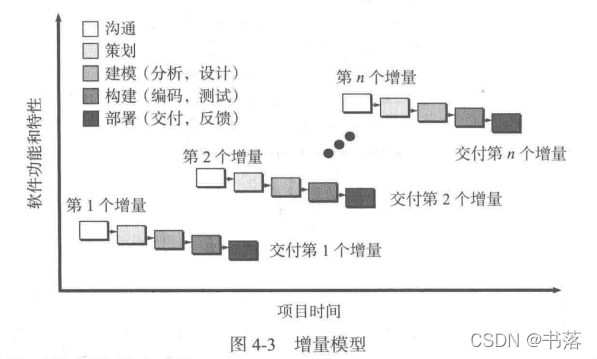 沟通
策划
建模（分析，设计）
构建（编码，测试）
部署（交付，反馈）
第 n 个增量
交付第 n 个增量
第 2 个增量
交付第 2 个增量
第 1 个增量
交付第 1 个增量
软件功能和特性
项目时间
图 4-3 增量模型
CSDN @书落